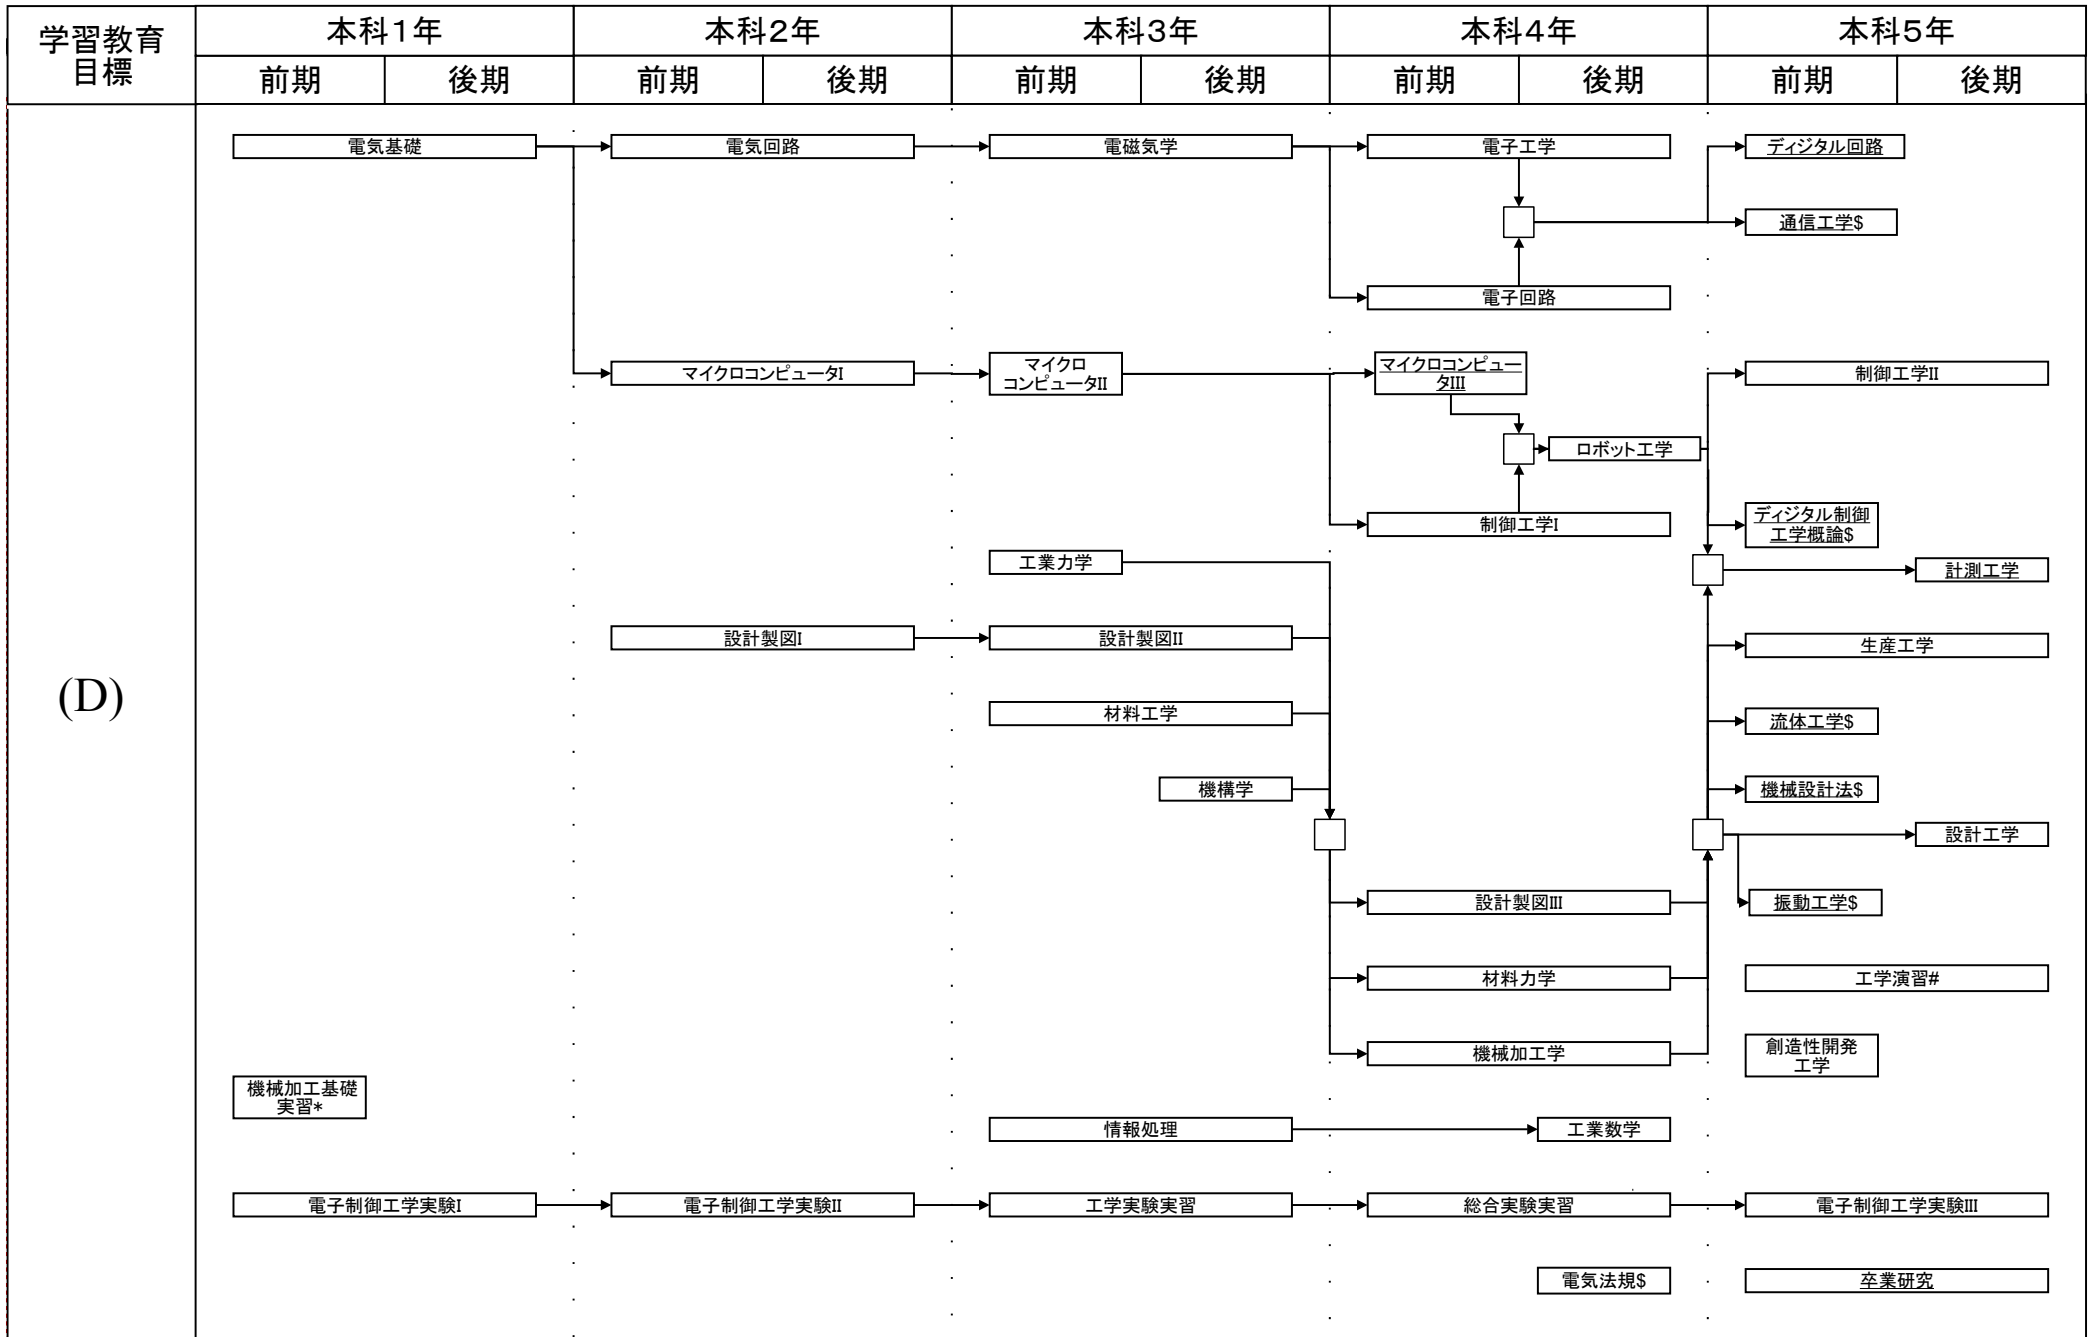 学習教育
目標
本科1年
本科2年
本科3年
本科4年
本科5年
前期
後期
前期
後期
前期
後期
前期
後期
前期
後期
(D)
電気基礎
電気回路
電磁気学
電子工学
ディジタル回路
通信工学$
電子回路
マイクロコンピュータI
マイクロ
コンピュータII
マイクロコンピュー
タIII
制御工学II
ロボット工学
制御工学I
ディジタル制御
工学概論$
工業力学
計測工学
設計製図I
設計製図II
生産工学
材料工学
流体工学$
機構学
機械設計法$
設計工学
設計製図III
振動工学$
材料力学
工学演習#
機械加工学
創造性開発
工学
機械加工基礎
実習*
情報処理
工業数学
電子制御工学実験I
電子制御工学実験II
工学実験実習
総合実験実習
電子制御工学実験III
電気法規$
卒業研究